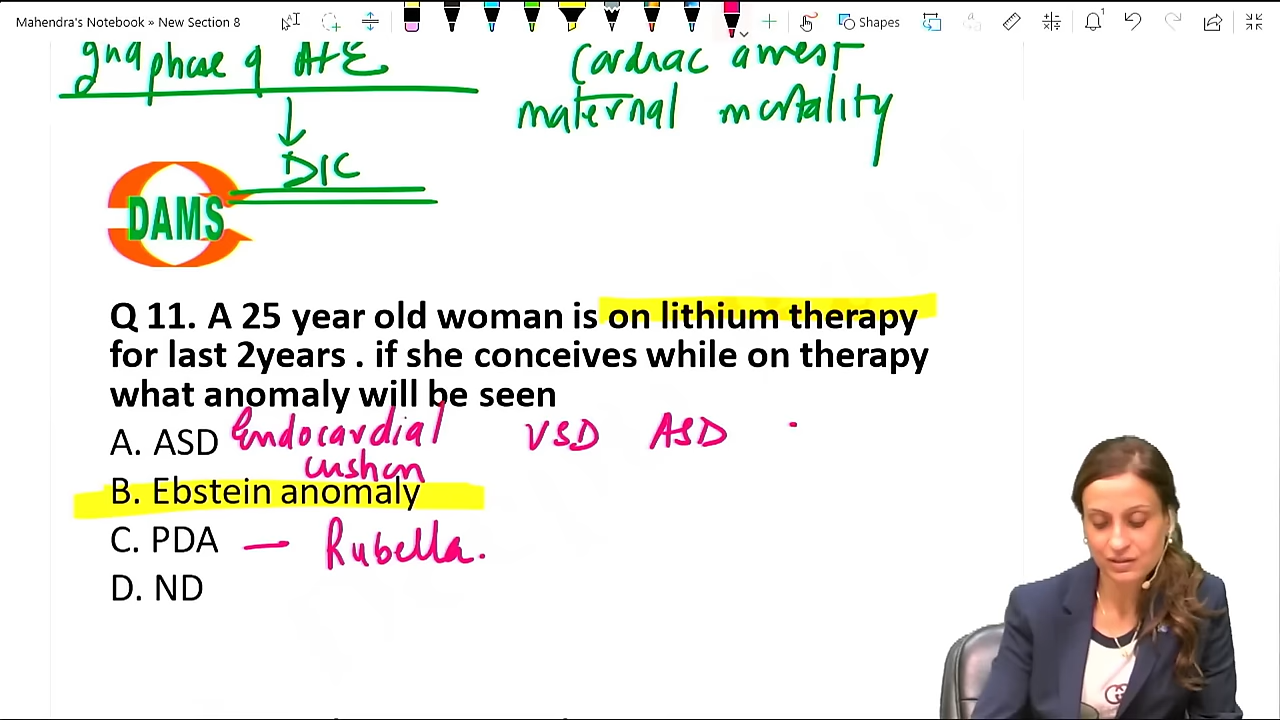 Mahendra's Notebook » New Section 8
Shapes
2nd phase of AFE
Cardiac arrest
maternal mortality
DIC
DAMS
Q 11. A 25 year old woman is on lithium therapy
for last 2years . if she conceives while on therapy
what anomaly will be seen
A. ASD Endocardial cushon VSD ASD
B. Ebstein anomaly
C. PDA — Rubella.
D. ND